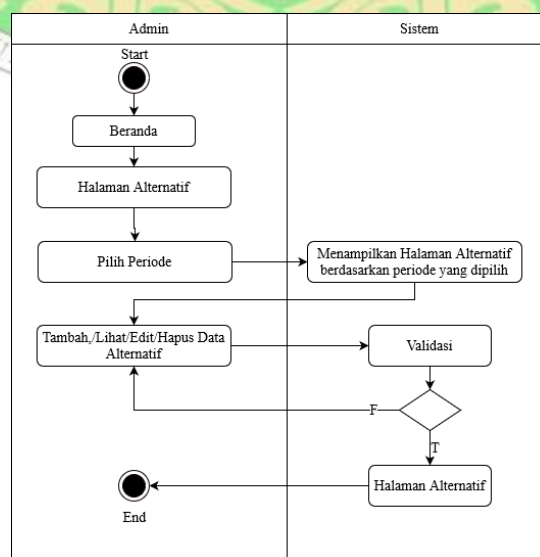 Admin
Sistem
Start
Beranda
Halaman Alternatif
Pilih Periode
Menampilkan Halaman Alternatif
berdasarkan periode yang dipilih
Tambah,/Lihat/Edit/Hapus Data
Alternatif
Validasi
F
T
Halaman Alternatif
End